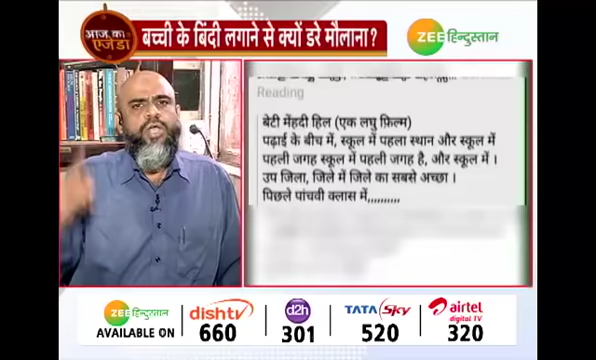 आज का
एजेंडा
बच्ची के बिंदी लगाने से क्यों डरे मौलाना?
ZEE हिन्दुस्तान
Reading
बेटी मेंहदी हिल (एक लघु फ़िल्म)
पढ़ाई के बीच में, स्कूल में पहला स्थान और स्कूल में
पहली जगह स्कूल में पहली जगह है, और स्कूल में ।
उप जिला, जिले में जिले का सबसे अच्छा ।
पिछले पांचवी क्लास में,,,,,,,,,,
ZEE हिन्दुस्तान
AVAILABLE ON
dishtv
660
d2h
301
TATA Sky
520
airtel
digital TV
320